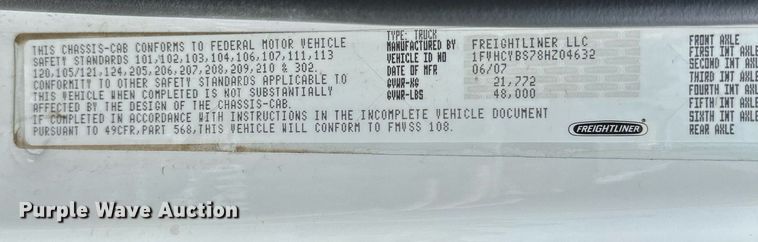 THIS CHASSIS-CAB CONFORMS TO FEDERAL MOTOR VEHICLE
SAFETY STANDARDS 101,102,103,104,106,107,111,113
120,105/121,124,205,206,207,208,209,210 & 302.
CONFORMITY TO OTHER SAFETY STANDARDS APPLICABLE TO
THIS VEHICLE WHEN COMPLETED IS NOT SUBSTANTIALLY
AFFECTED BY THE DESIGN OF THE CHASSIS-CAB.
IF COMPLETED IN ACCORDANCE WITH INSTRUCTIONS IN THE INCOMPLETE VEHICLE DOCUMENT
PURSUANT TO 49CFR,PART 568,THIS VEHICLE WILL CONFORM TO FMVSS 108.
TYPE: TRUCK
MANUFACTURED BY FREIGHTLINER LLC
VEHICLE ID NO 1FVHCYBS78HZ04632
DATE OF MFR 06/07
GVWR-KG 21,772
GVWR-LBS 48,000
FREIGHTLINER
FRONT AXLE
FIRST INT AXLE
SECOND INT AXLE
THIRD INT AXLE
FOURTH INT AXLE
FIFTH INT AXLE
SIXTH INT AXLE
REAR AXLE
Purple Wave Auction